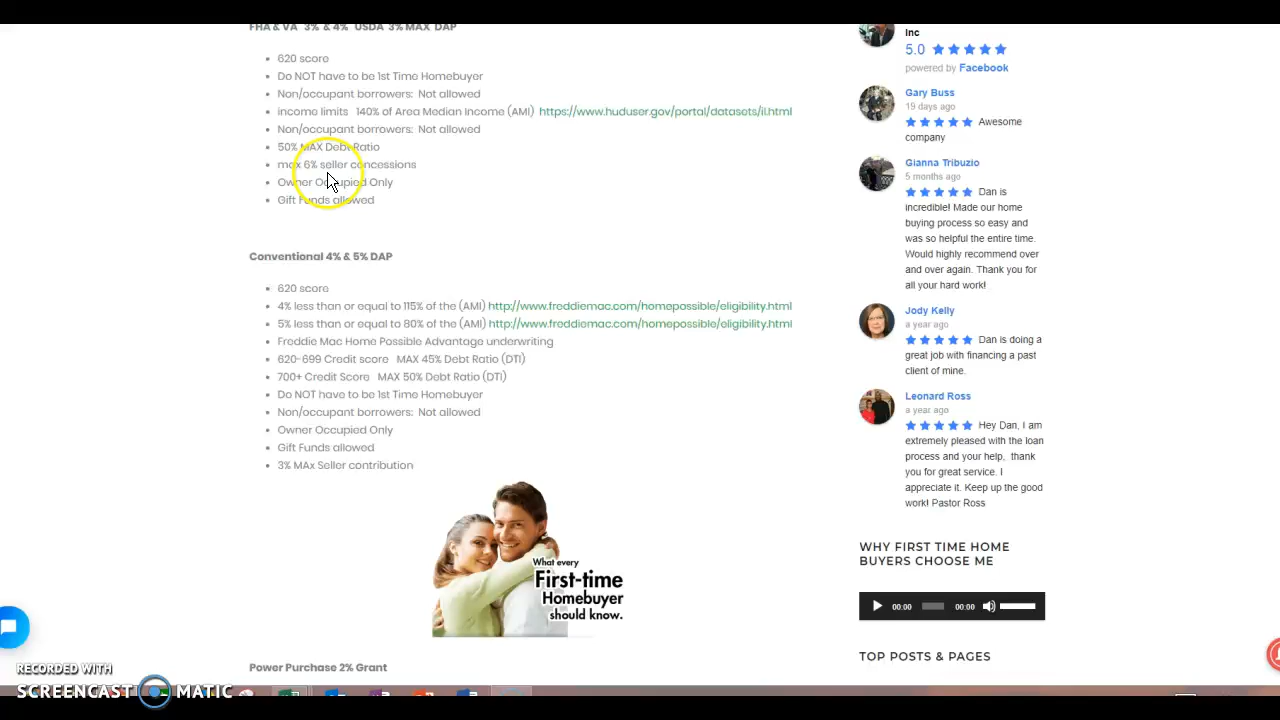 FHA & VA 3% & 4% USDA 3% MAX DAP
620 score
Do NOT have to be 1st Time Homebuyer
Non/occupant borrowers: Not allowed
income limits 140% of Area Median Income (AMI) https://www.huduser.gov/portal/datasets/il.html
Non/occupant borrowers: Not allowed
50% MAX Debt Ratio
max 6% seller concessions
Owner Occupied Only
Gift Funds allowed
Conventional 4% & 5% DAP
620 score
4% less than or equal to 115% of the (AMI) http://www.freddiemac.com/homepossible/eligibility.html
5% less than or equal to 80% of the (AMI) http://www.freddiemac.com/homepossible/eligibility.html
Freddie Mac Home Possible Advantage underwriting
620-699 Credit score MAX 45% Debt Ratio (DTI)
700+ Credit Score MAX 50% Debt Ratio (DTI)
Do NOT have to be 1st Time Homebuyer
Non/occupant borrowers: Not allowed
Owner Occupied Only
Gift Funds allowed
3% MAx Seller contribution
What every
First-time
Homebuyer
should know.
Power Purchase 2% Grant
Inc
5.0
powered by Facebook
Gary Buss
19 days ago
Awesome
company
Gianna Tribuzio
5 months ago
Dan is
incredible! Made our home
buying process so easy and
was so helpful the entire time.
Would highly recommend over
and over again. Thank you for
all your hard work!
Jody Kelly
a year ago
Dan is doing a
great job with financing a past
client of mine.
Leonard Ross
a year ago
Hey Dan, I am
extremely pleased with the loan
process and your help, thank
you for great service. I
appreciate it. Keep up the good
work! Pastor Ross
WHY FIRST TIME HOME
BUYERS CHOOSE ME
00:00 00:00
TOP POSTS & PAGES
RECORDED WITH
SCREENCAST MATIC